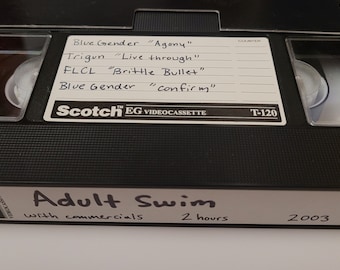 Blue Gender "Agony"
Trigun "Live through"
FLCL "Brittle Bullet"
Blue Gender "confirm"
Scotch EG VIDEOCASSETTE T-120
Adult Swim
with commercials 2 hours 2003